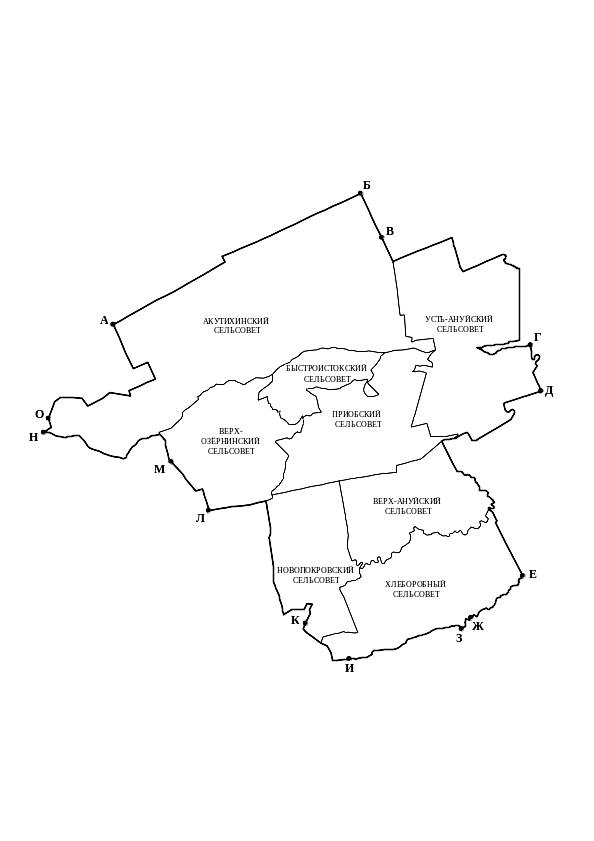 Б
В
А
АКУТИХИНСКИЙ
СЕЛЬСОВЕТ
УСТЬ-АНУЙСКИЙ
СЕЛЬСОВЕТ
Г
БЫСТРОИСТОКСКИЙ
СЕЛЬСОВЕТ
Д
О
Н
ПРИОБСКИЙ
СЕЛЬСОВЕТ
ВЕРХ-
ОЗЁРНИНСКИЙ
СЕЛЬСОВЕТ
М
Л
ВЕРХ-АНУЙСКИЙ
СЕЛЬСОВЕТ
НОВОПОКРОВСКИЙ
СЕЛЬСОВЕТ
Е
ХЛЕБОРОБНЫЙ
СЕЛЬСОВЕТ
К
Ж
З
И